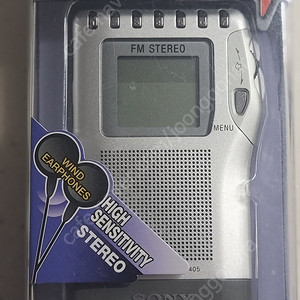 FM STEREO
MENU
WIND
EARPHONES
HIGH
SENSITIVITY
STEREO
405